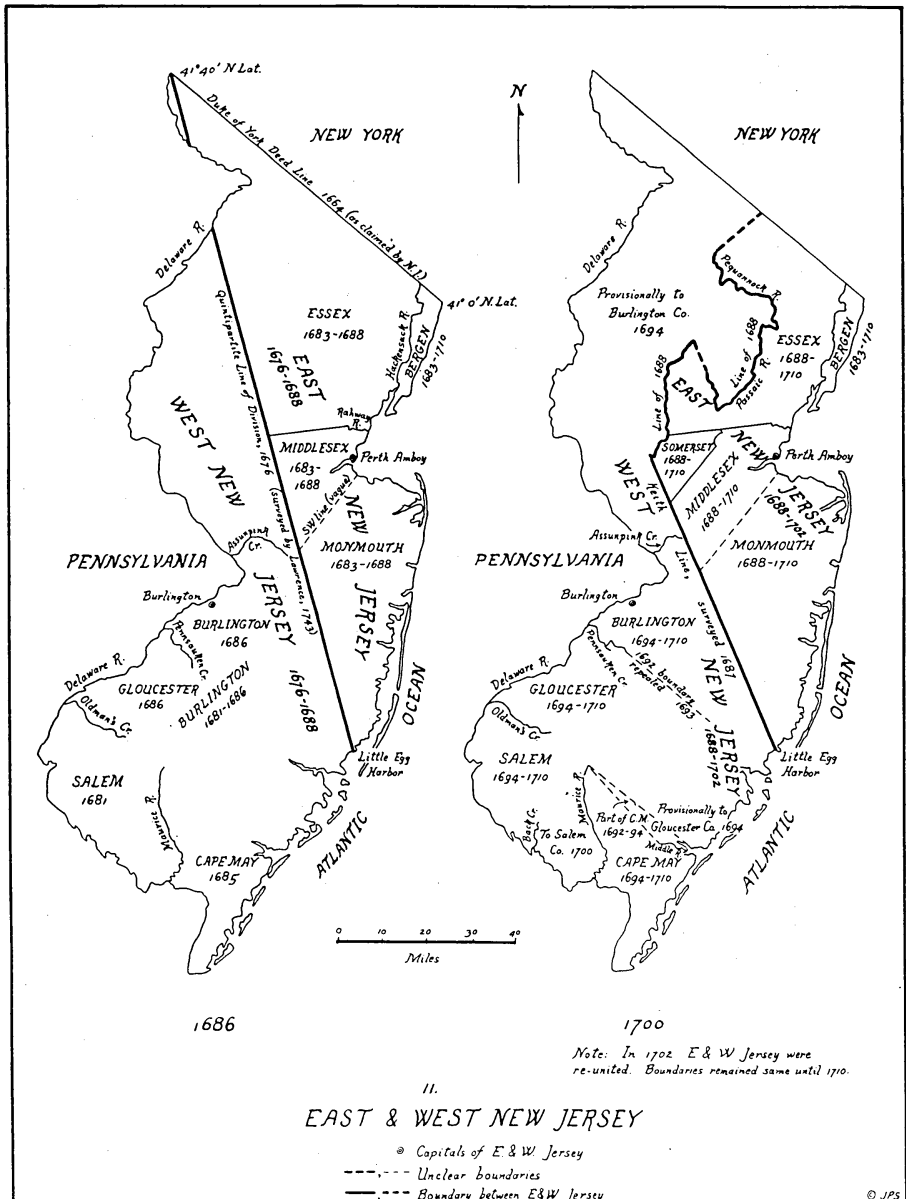 41°40' N Lat.
Duke of York Deed Line 1664 (as claimed by N.J.)
NEW YORK
Delaware R.
41°0' N. Lat.
Quintipartite Line of Division, 1676 (surveyed by Lawrence, 1743)
ESSEX
1683-1688
EAST
1676-1688
Hackensack R.
BERGEN
1683-1710
Rahway
R.
WEST NEW
MIDDLESEX
1683-
1688
Perth Amboy
SW line (vague)
NEW
Assunpink
Cr.
MONMOUTH
1683-1688
PENNSYLVANIA
JERSEY
JERSEY
Burlington
BURLINGTON
1686
Pennsauken Cr.
1676-1688
Delaware R.
GLOUCESTER
1686
BURLINGTON
1681-1686
Oldman's Cr.
OCEAN
Little Egg
Harbor
SALEM
1681
Maurice R.
CAPE MAY
1685
ATLANTIC
N
0 10 20 30 40
Miles
1686
NEW YORK
Delaware R.
Pequannock R.
Provisionally to
Burlington Co.
1694
Line of 1688
Line of 1688
Passaic R.
ESSEX
1688-
1710
BERGEN
1683-1710
EAST
SOMERSET
1688-
1710
MIDDLESEX
1688-1710
NEW
Perth Amboy
WEST
Keith
Line,
surveyed 1687
JERSEY
1688-1702
Assunpink Cr.
MONMOUTH
1688-1710
PENNSYLVANIA
Burlington
BURLINGTON
1694-1710
Pennsauken Cr.
1692 boundary
repealed 1693
NEW
Delaware R.
GLOUCESTER
1694-1710
Oldman's Cr.
JERSEY
1688-1702
OCEAN
Little Egg
Harbor
SALEM
1694-1710
Maurice R.
Back Cr.
To Salem
Co. 1700
Part of C.M.
1692-94
Provisionally to
Gloucester Co. 1694
Middle
CAPE MAY
1694-1710
ATLANTIC
1700
Note: In 1702 E & W Jersey were
re-united. Boundaries remained same until 1710.
11.
EAST & WEST NEW JERSEY
Capitals of E. & W. Jersey
Unclear boundaries
Boundary between E&W Jersey
© JPS